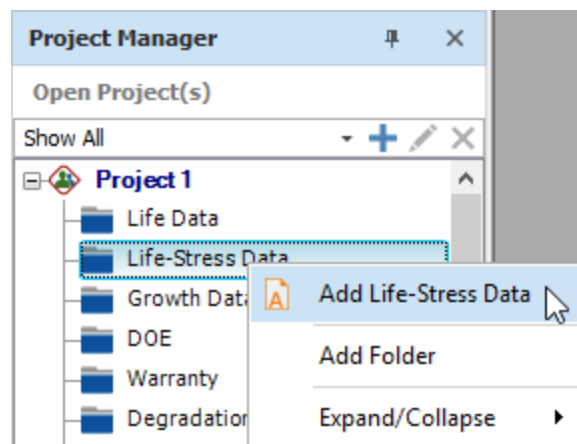 Project Manager
Open Project(s)
Show All
Project 1
Life Data
Life-Stress Data
Add Life-Stress Data
Growth Data
DOE
Add Folder
Warranty
Degradation
Expand/Collapse